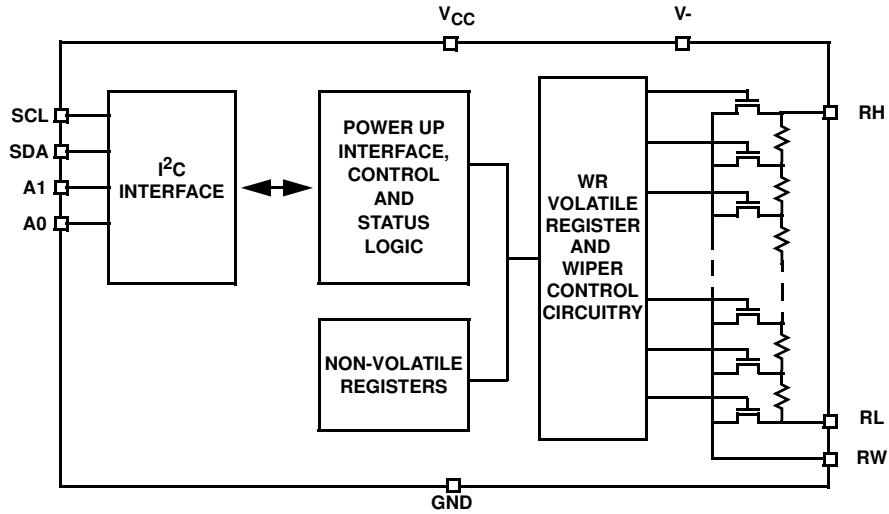 VCC
V-
SCL
SDA
A1
A0
I2C
INTERFACE
POWER UP
INTERFACE,
CONTROL
AND
STATUS
LOGIC
NON-VOLATILE
REGISTERS
WR
VOLATILE
REGISTER
AND
WIPER
CONTROL
CIRCUITRY
RH
RL
RW
GND